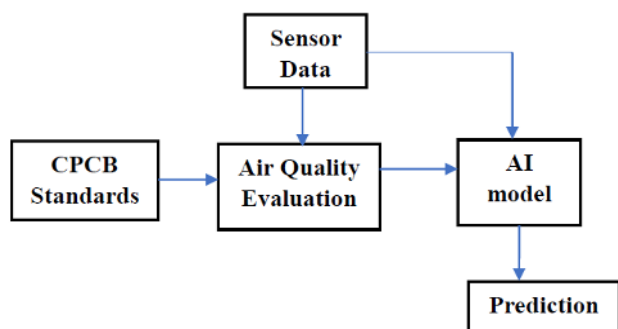 Sensor
Data
CPCB
Standards
Air Quality
Evaluation
AI
model
Prediction